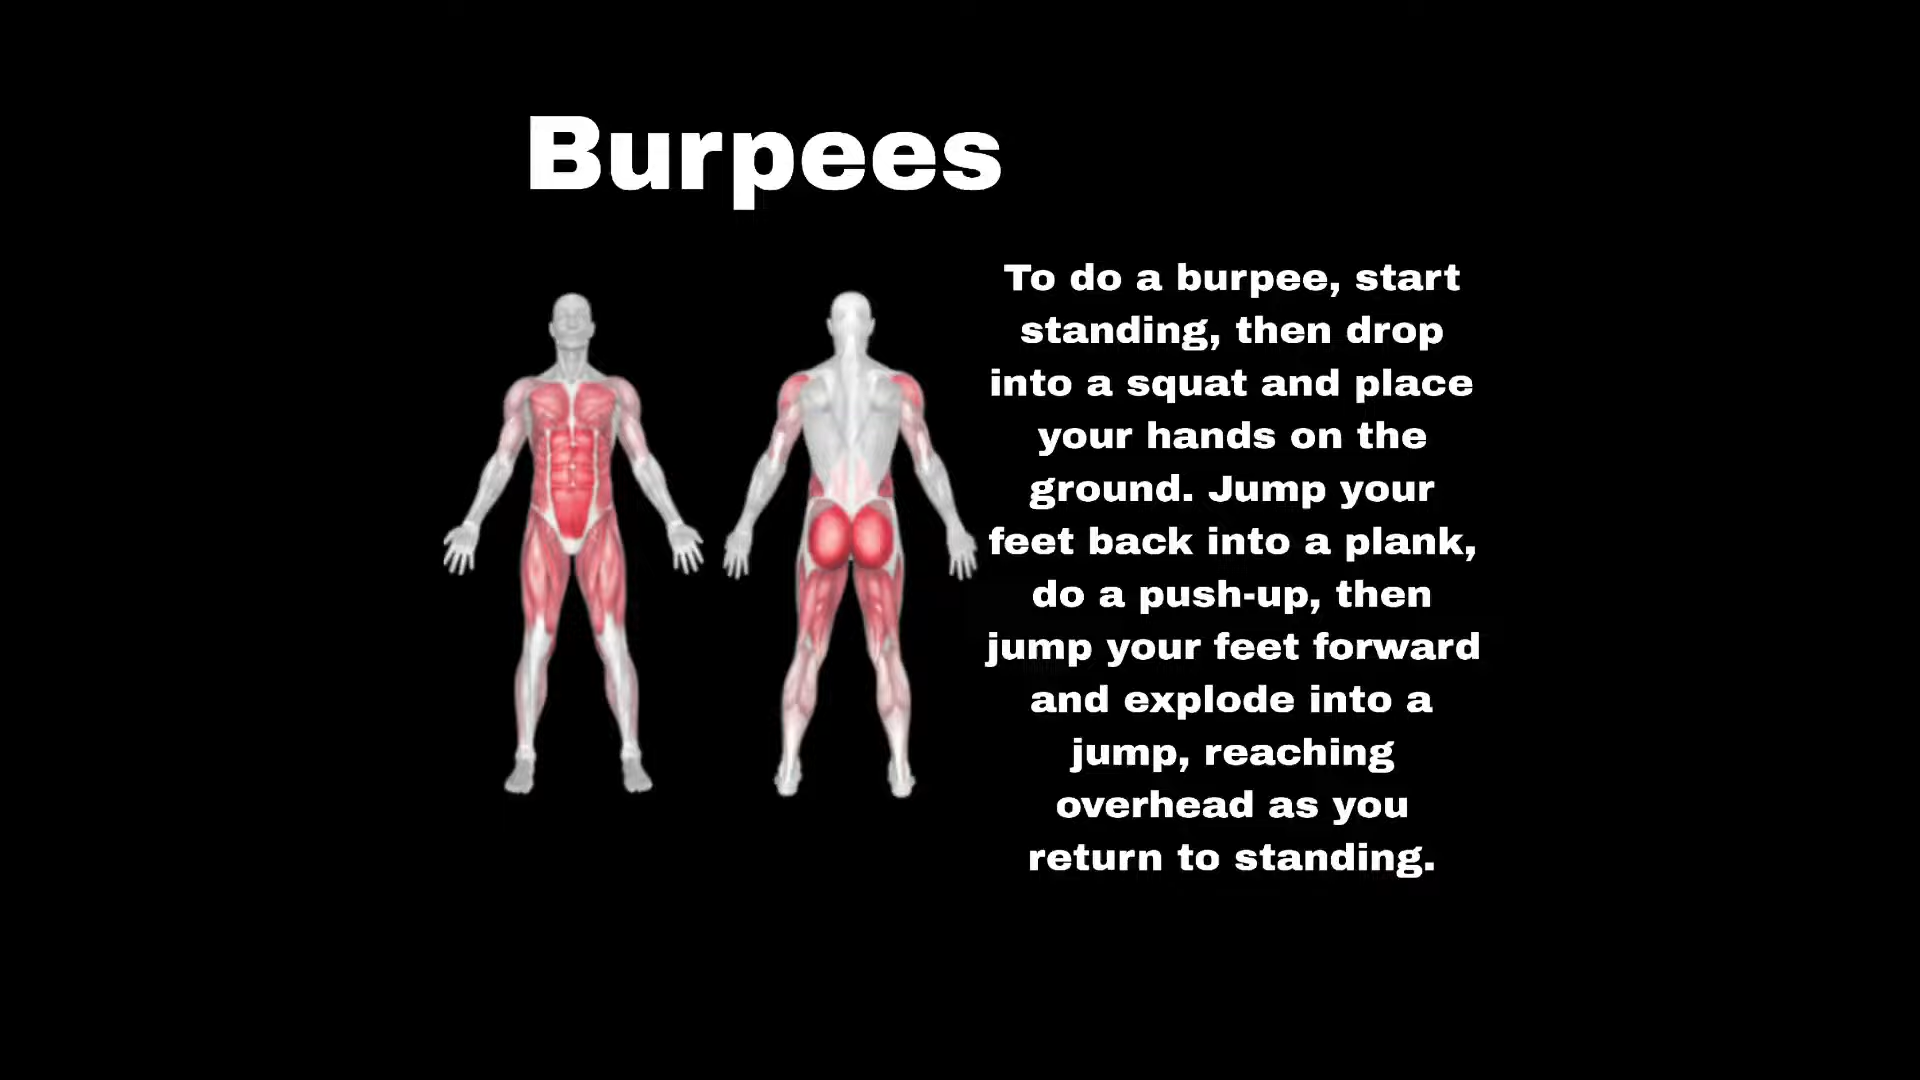 Burpees
To do a burpee, start
standing, then drop
into a squat and place
your hands on the
ground. Jump your
feet back into a plank,
do a push-up, then
jump your feet forward
and explode into a
jump, reaching
overhead as you
return to standing.